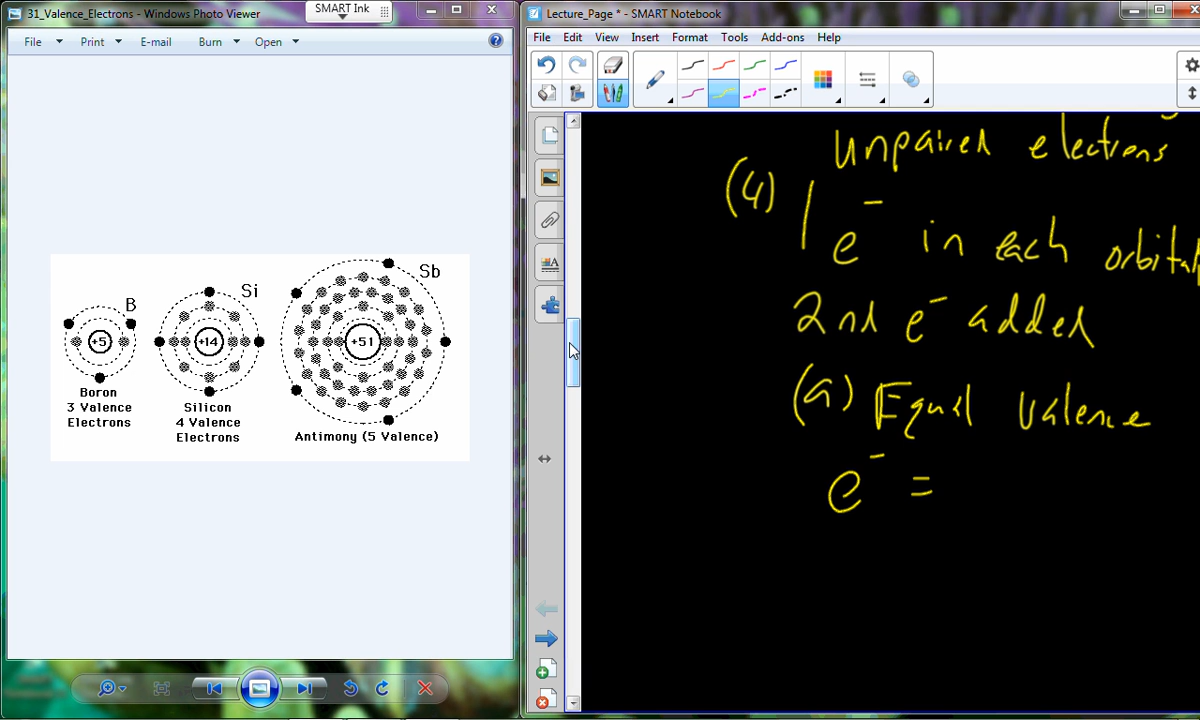 31_Valence_Electrons - Windows Photo Viewer
SMART Ink
File Print E-mail Burn Open
B
+5
Boron
3 Valence
Electrons
Si
+14
Silicon
4 Valence
Electrons
Sb
+51
Antimony (5 Valence)
Lecture_Page * - SMART Notebook
File Edit View Insert Format Tools Add-ons Help
unpaired electrons
(4) 1 e⁻ in each orbital
2nd e⁻ added
(a) Equal valence
e⁻ =